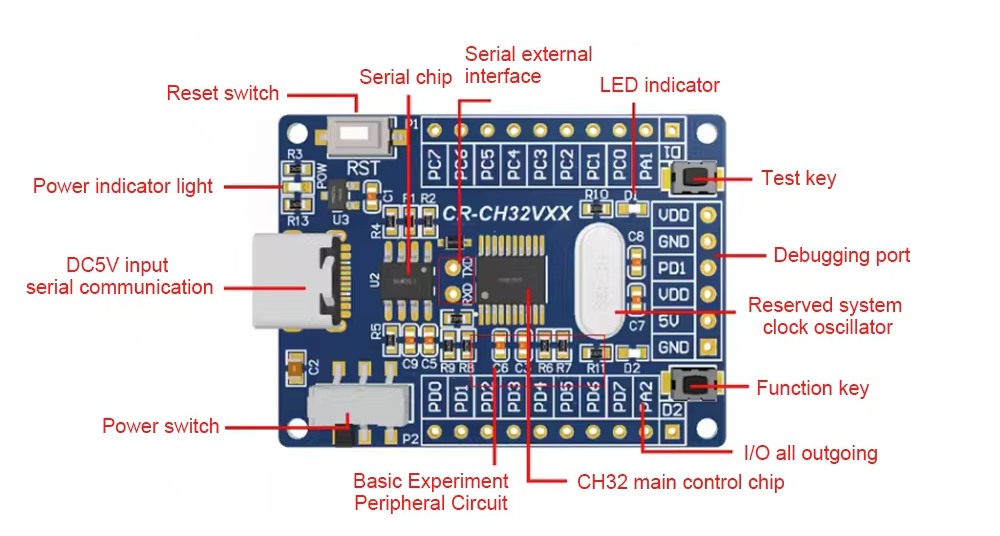 Serial external
interface
Serial chip
LED indicator
Reset switch
P1
PC7 PC6 PC5 PC4 PC3 PC2 PC1 PC0 PA1 D1
R3
RST
POW
Test key
Power indicator light
R13
U3
C1 R1 R2
R4
CR-CH32VXX
R10 D1
VDD
GND
PD1
VDD
5V
GND
Debugging port
DC5V input
serial communication
U2
TXD
RXD
C8
C7
Reserved system
clock oscillator
R5
C9 C5 R9 R8 C6 R6 R7 R11 D2
C2
Function key
PD0 PD1 PD2 PD3 PD4 PD5 PD6 PD7 PA2 D2
Power switch
P2
I/O all outgoing
Basic Experiment
Peripheral Circuit
CH32 main control chip